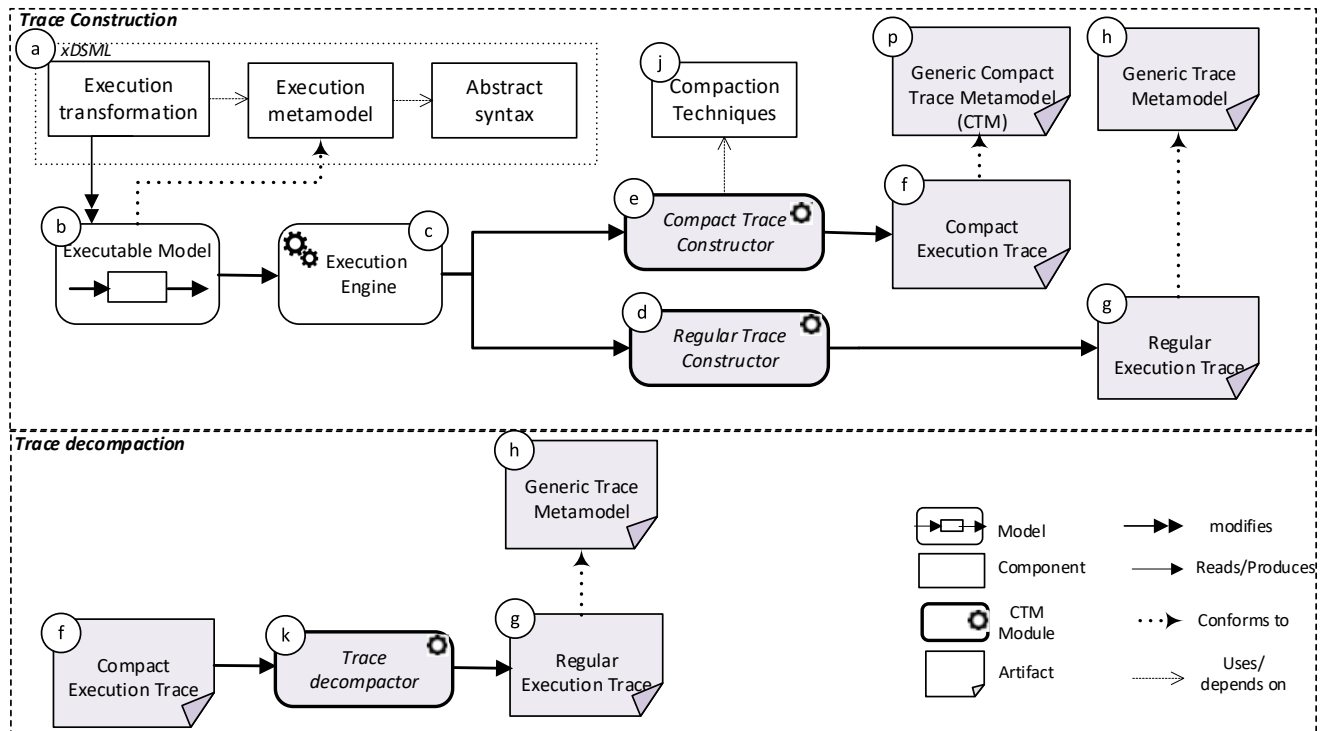 Trace Construction
a
xDSML
Execution
transformation
Execution
metamodel
Abstract
syntax
j
Compaction
Techniques
p
Generic Compact
Trace Metamodel
(CTM)
h
Generic Trace
Metamodel
b
Executable Model
c
Execution
Engine
e
Compact Trace
Constructor
f
Compact
Execution Trace
d
Regular Trace
Constructor
g
Regular
Execution Trace
Trace decompaction
h
Generic Trace
Metamodel
f
Compact
Execution Trace
k
Trace
decompactor
g
Regular
Execution Trace
Model
modifies
Component
Reads/Produces
CTM
Module
Conforms to
Artifact
Uses/
depends on